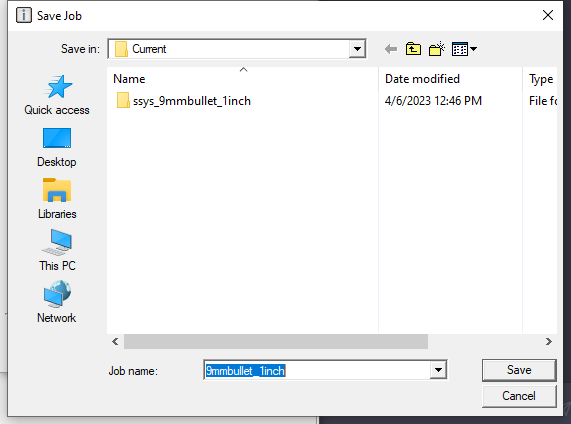 Save Job
Save in:
Current
Name
Date modified
Type
ssys_9mmbullet_1inch
4/6/2023 12:46 PM
File fo
Quick access
Desktop
Libraries
This PC
Network
Job name:
9mmbullet_1inch
Save
Cancel